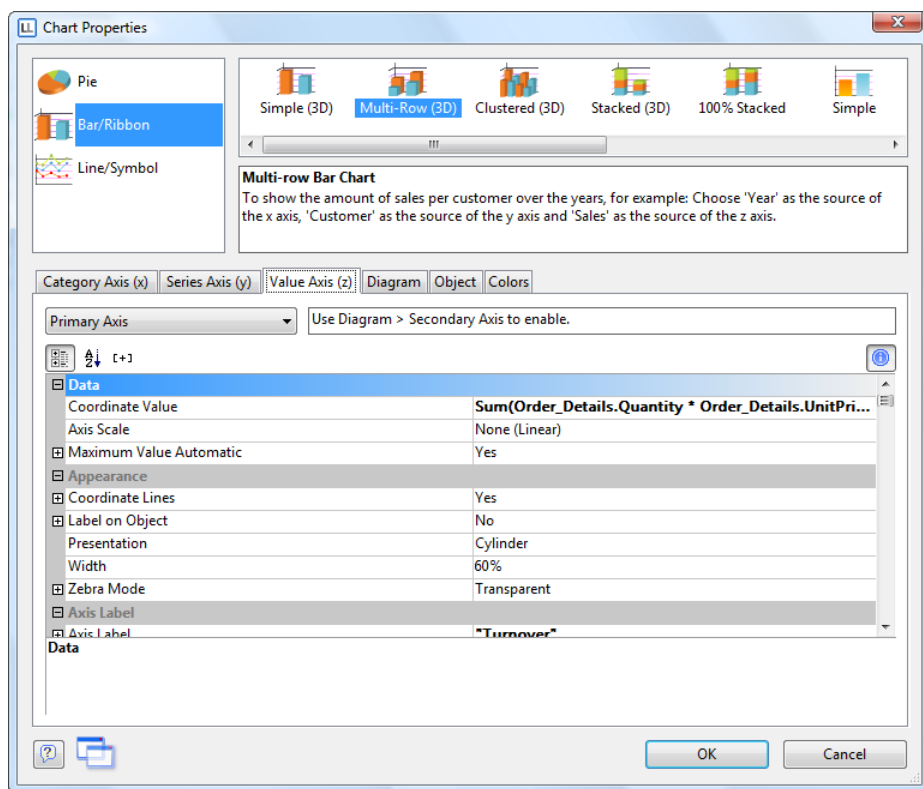 LL Chart Properties
Pie
Bar/Ribbon
Line/Symbol
Simple (3D) Multi-Row (3D) Clustered (3D) Stacked (3D) 100% Stacked Simple
Multi-row Bar Chart
To show the amount of sales per customer over the years, for example: Choose 'Year' as the source of
the x axis, 'Customer' as the source of the y axis and 'Sales' as the source of the z axis.
Category Axis (x) Series Axis (y) Value Axis (z) Diagram Object Colors
Primary Axis Use Diagram > Secondary Axis to enable.
[+]
Data
Coordinate Value Sum(Order_Details.Quantity * Order_Details.UnitPri...
Axis Scale None (Linear)
Maximum Value Automatic Yes
Appearance
Coordinate Lines Yes
Label on Object No
Presentation Cylinder
Width 60%
Zebra Mode Transparent
Axis Label
Axis Label "Turnover"
Data
OK Cancel